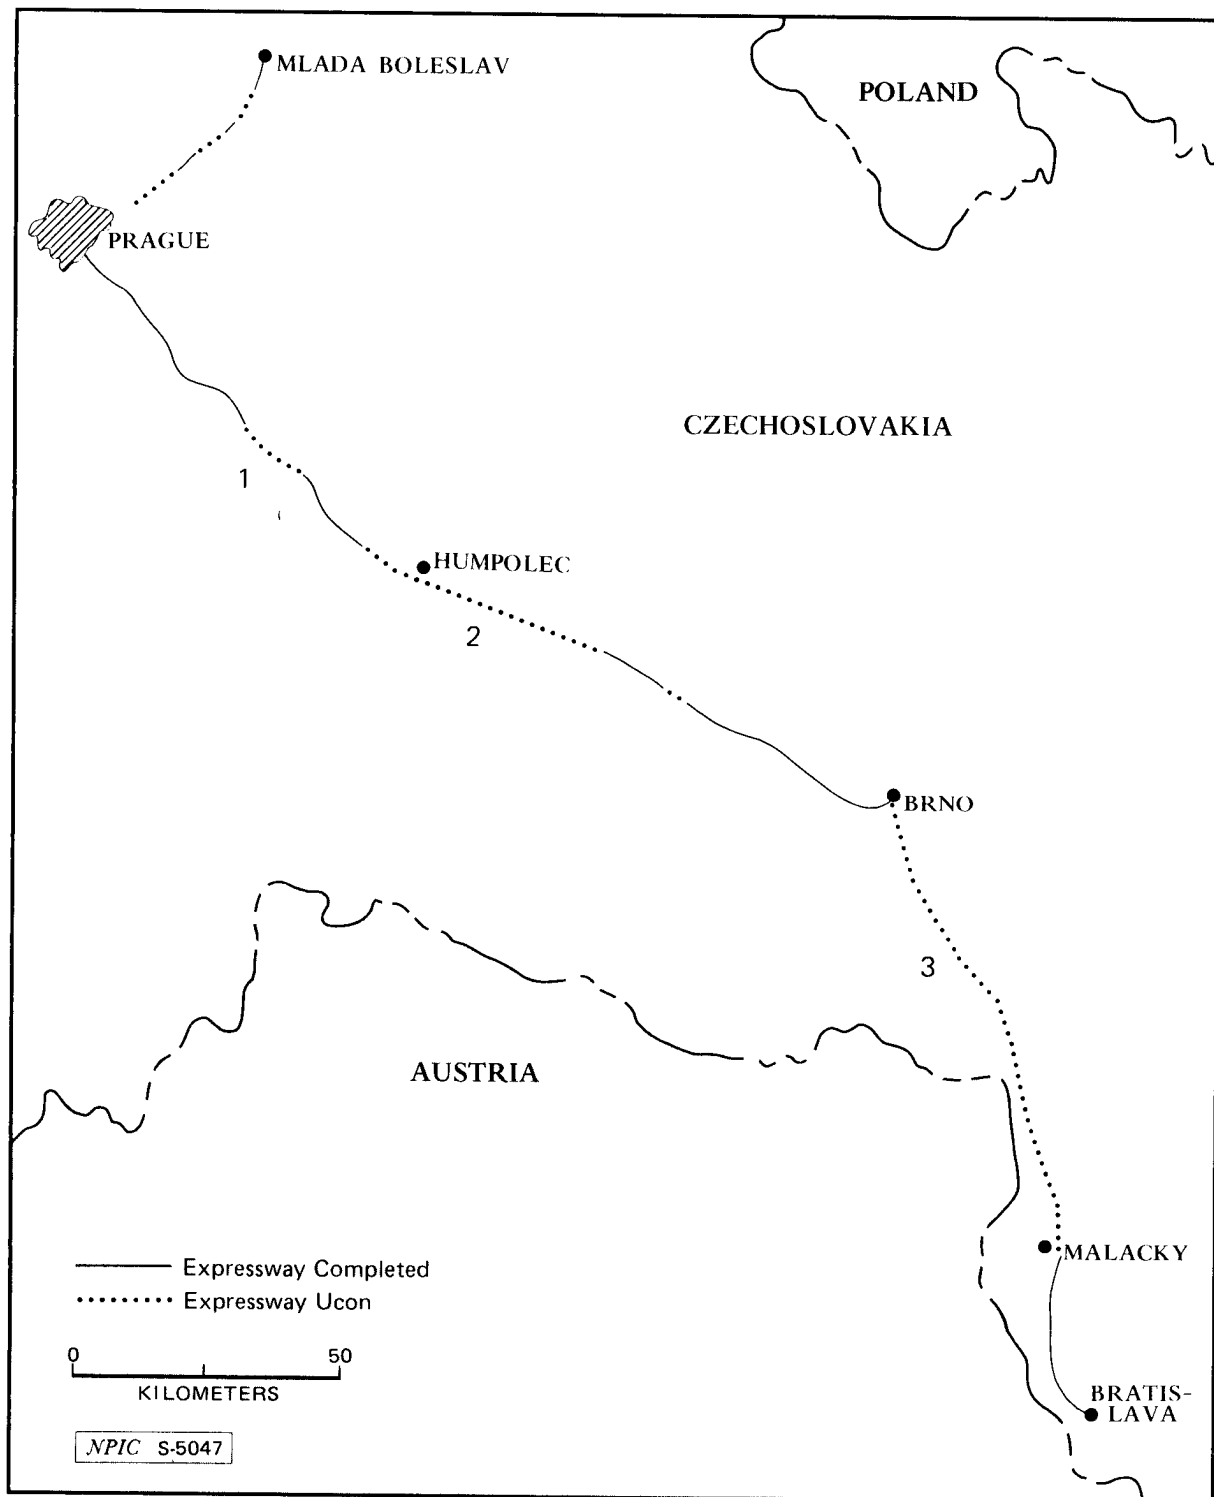 MLADA BOLESLAV
POLAND
PRAGUE
CZECHOSLOVAKIA
1
HUMPOLEC
2
BRNO
3
AUSTRIA
MALACKY
Expressway Completed
Expressway Ucon
0 50
KILOMETERS
BRATIS-
LAVA
NPIC S-5047